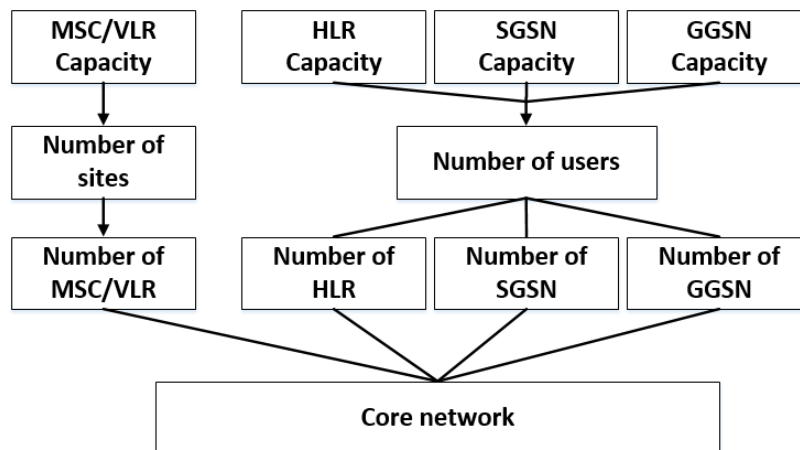 MSC/VLR
Capacity
HLR
Capacity
SGSN
Capacity
GGSN
Capacity
Number of
sites
Number of users
Number of
MSC/VLR
Number of
HLR
Number of
SGSN
Number of
GGSN
Core network